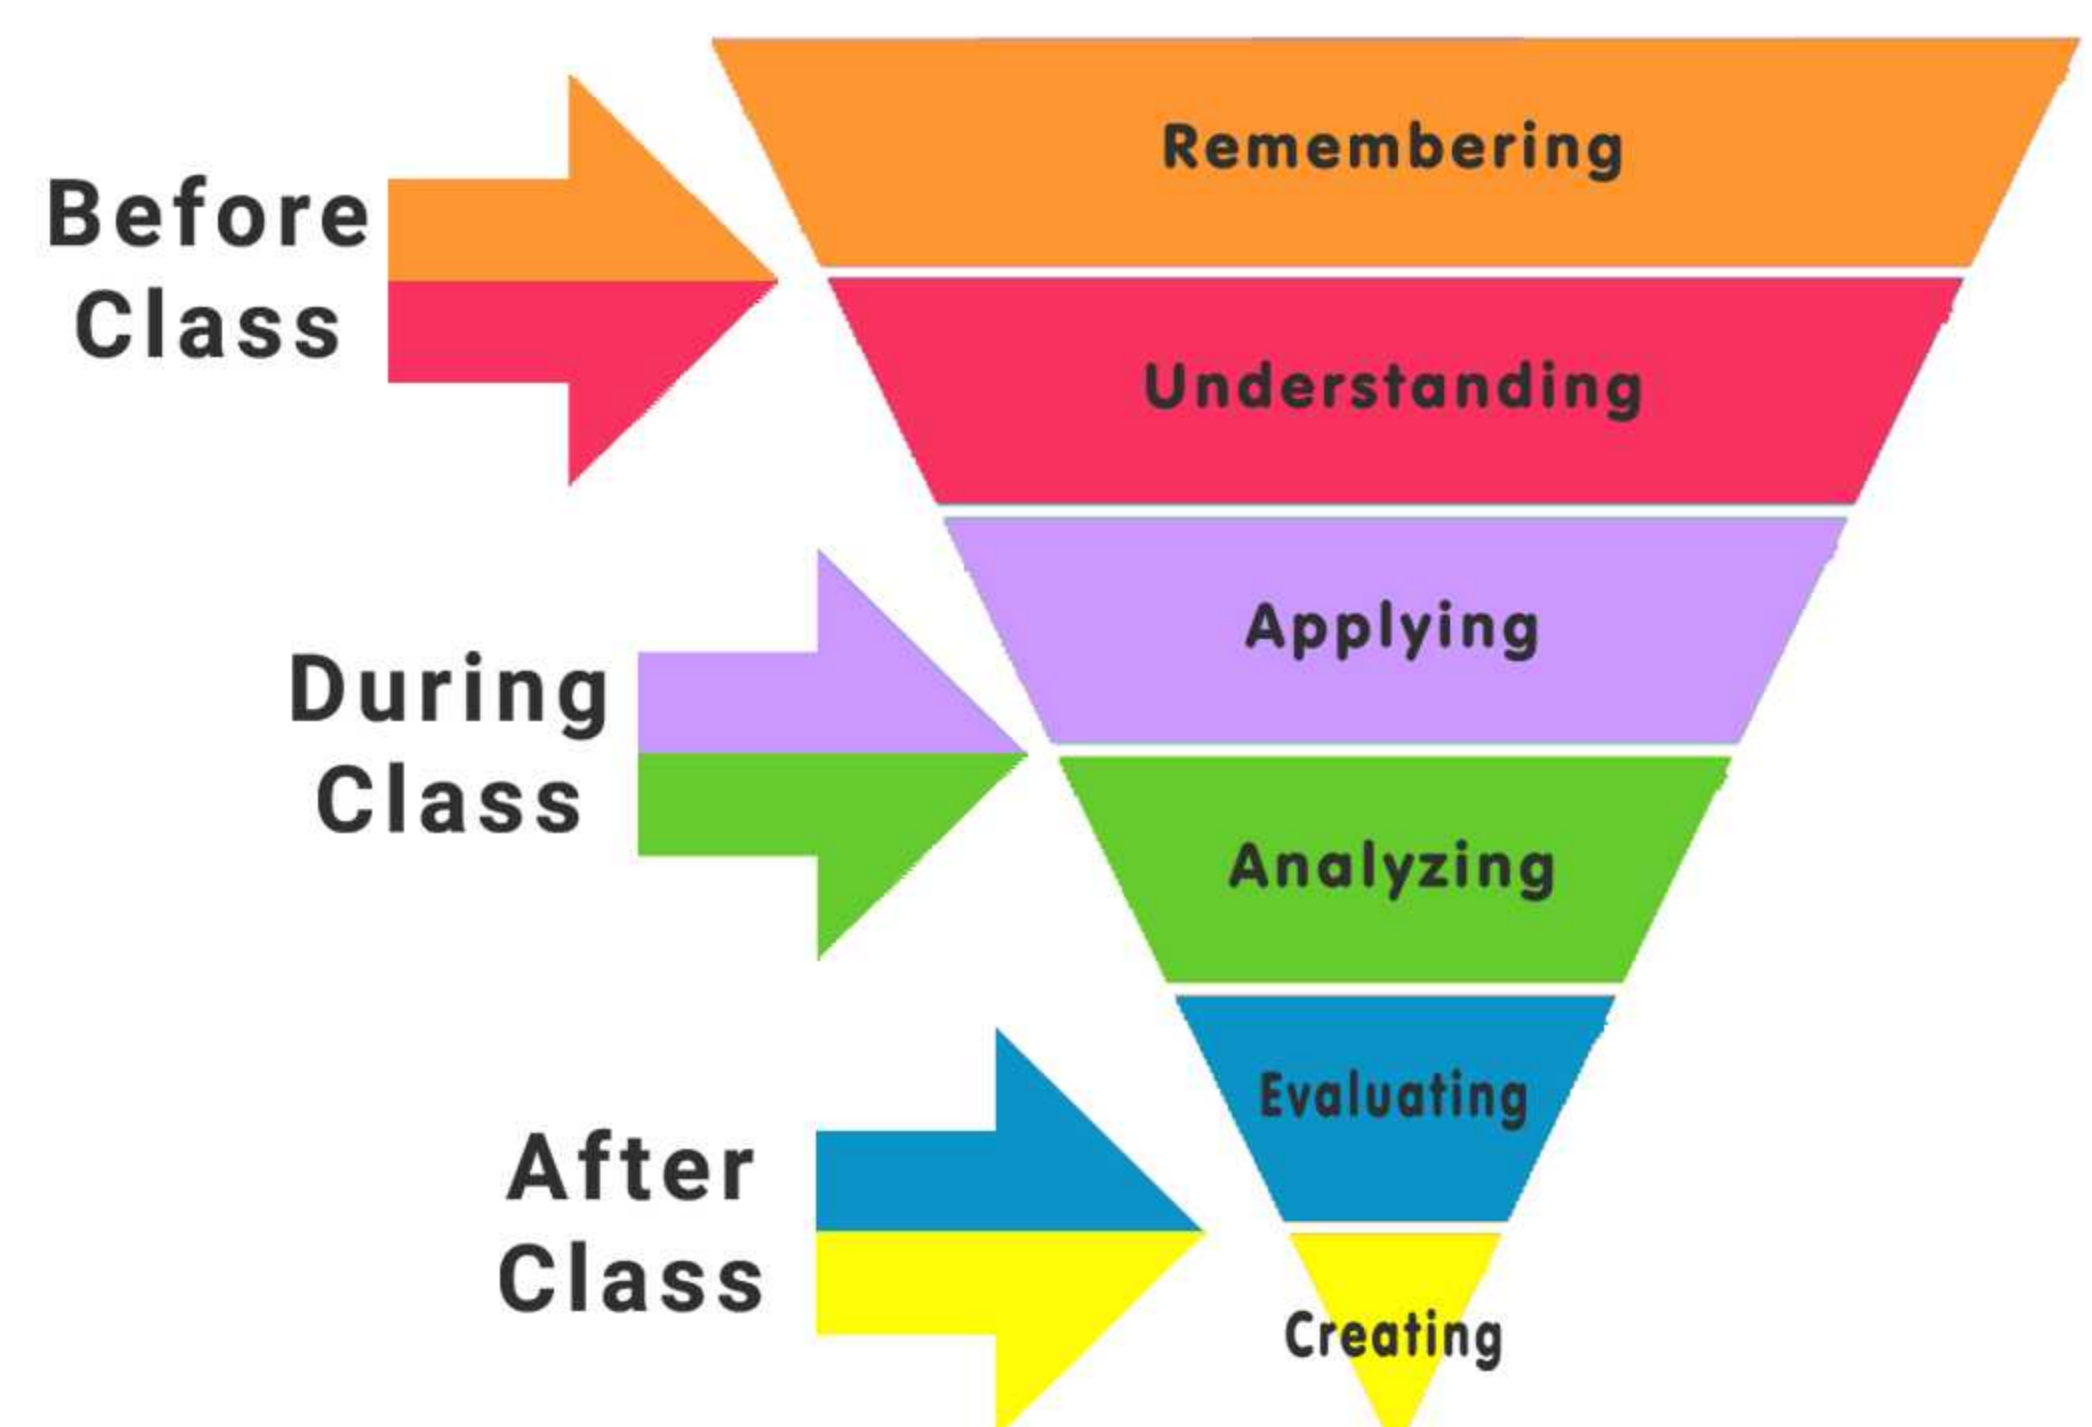 Before
Class
Remembering
Understanding
During
Class
Applying
Analyzing
After
Class
Evaluating
Creating